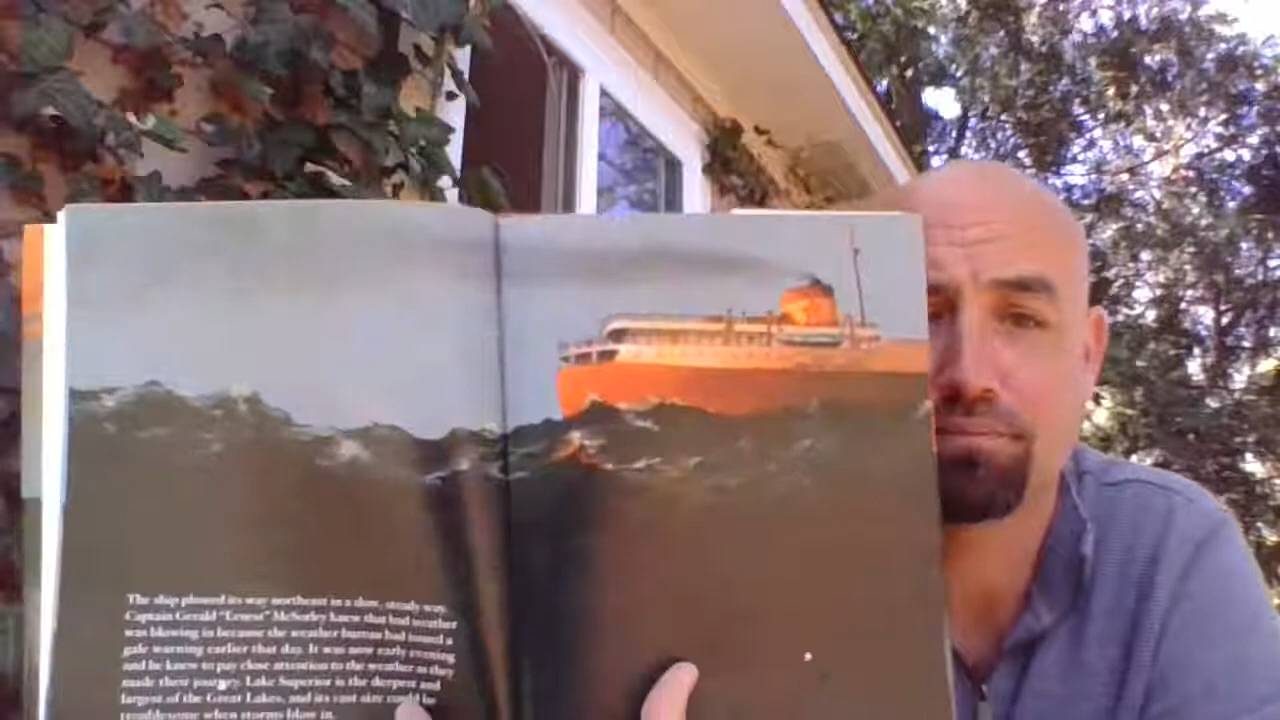 The ship plowed its way northeast in a slow, steady way.
Captain Gerald "Ernest" McSorley knew that bad weather
was blowing in because the weather bureau had issued a
gale warning earlier that day. It was now early evening
and he knew to pay close attention to the weather as they
made their journey. Lake Superior is the deepest and
largest of the Great Lakes, and its vast size could be
troublesome when storms blow in.